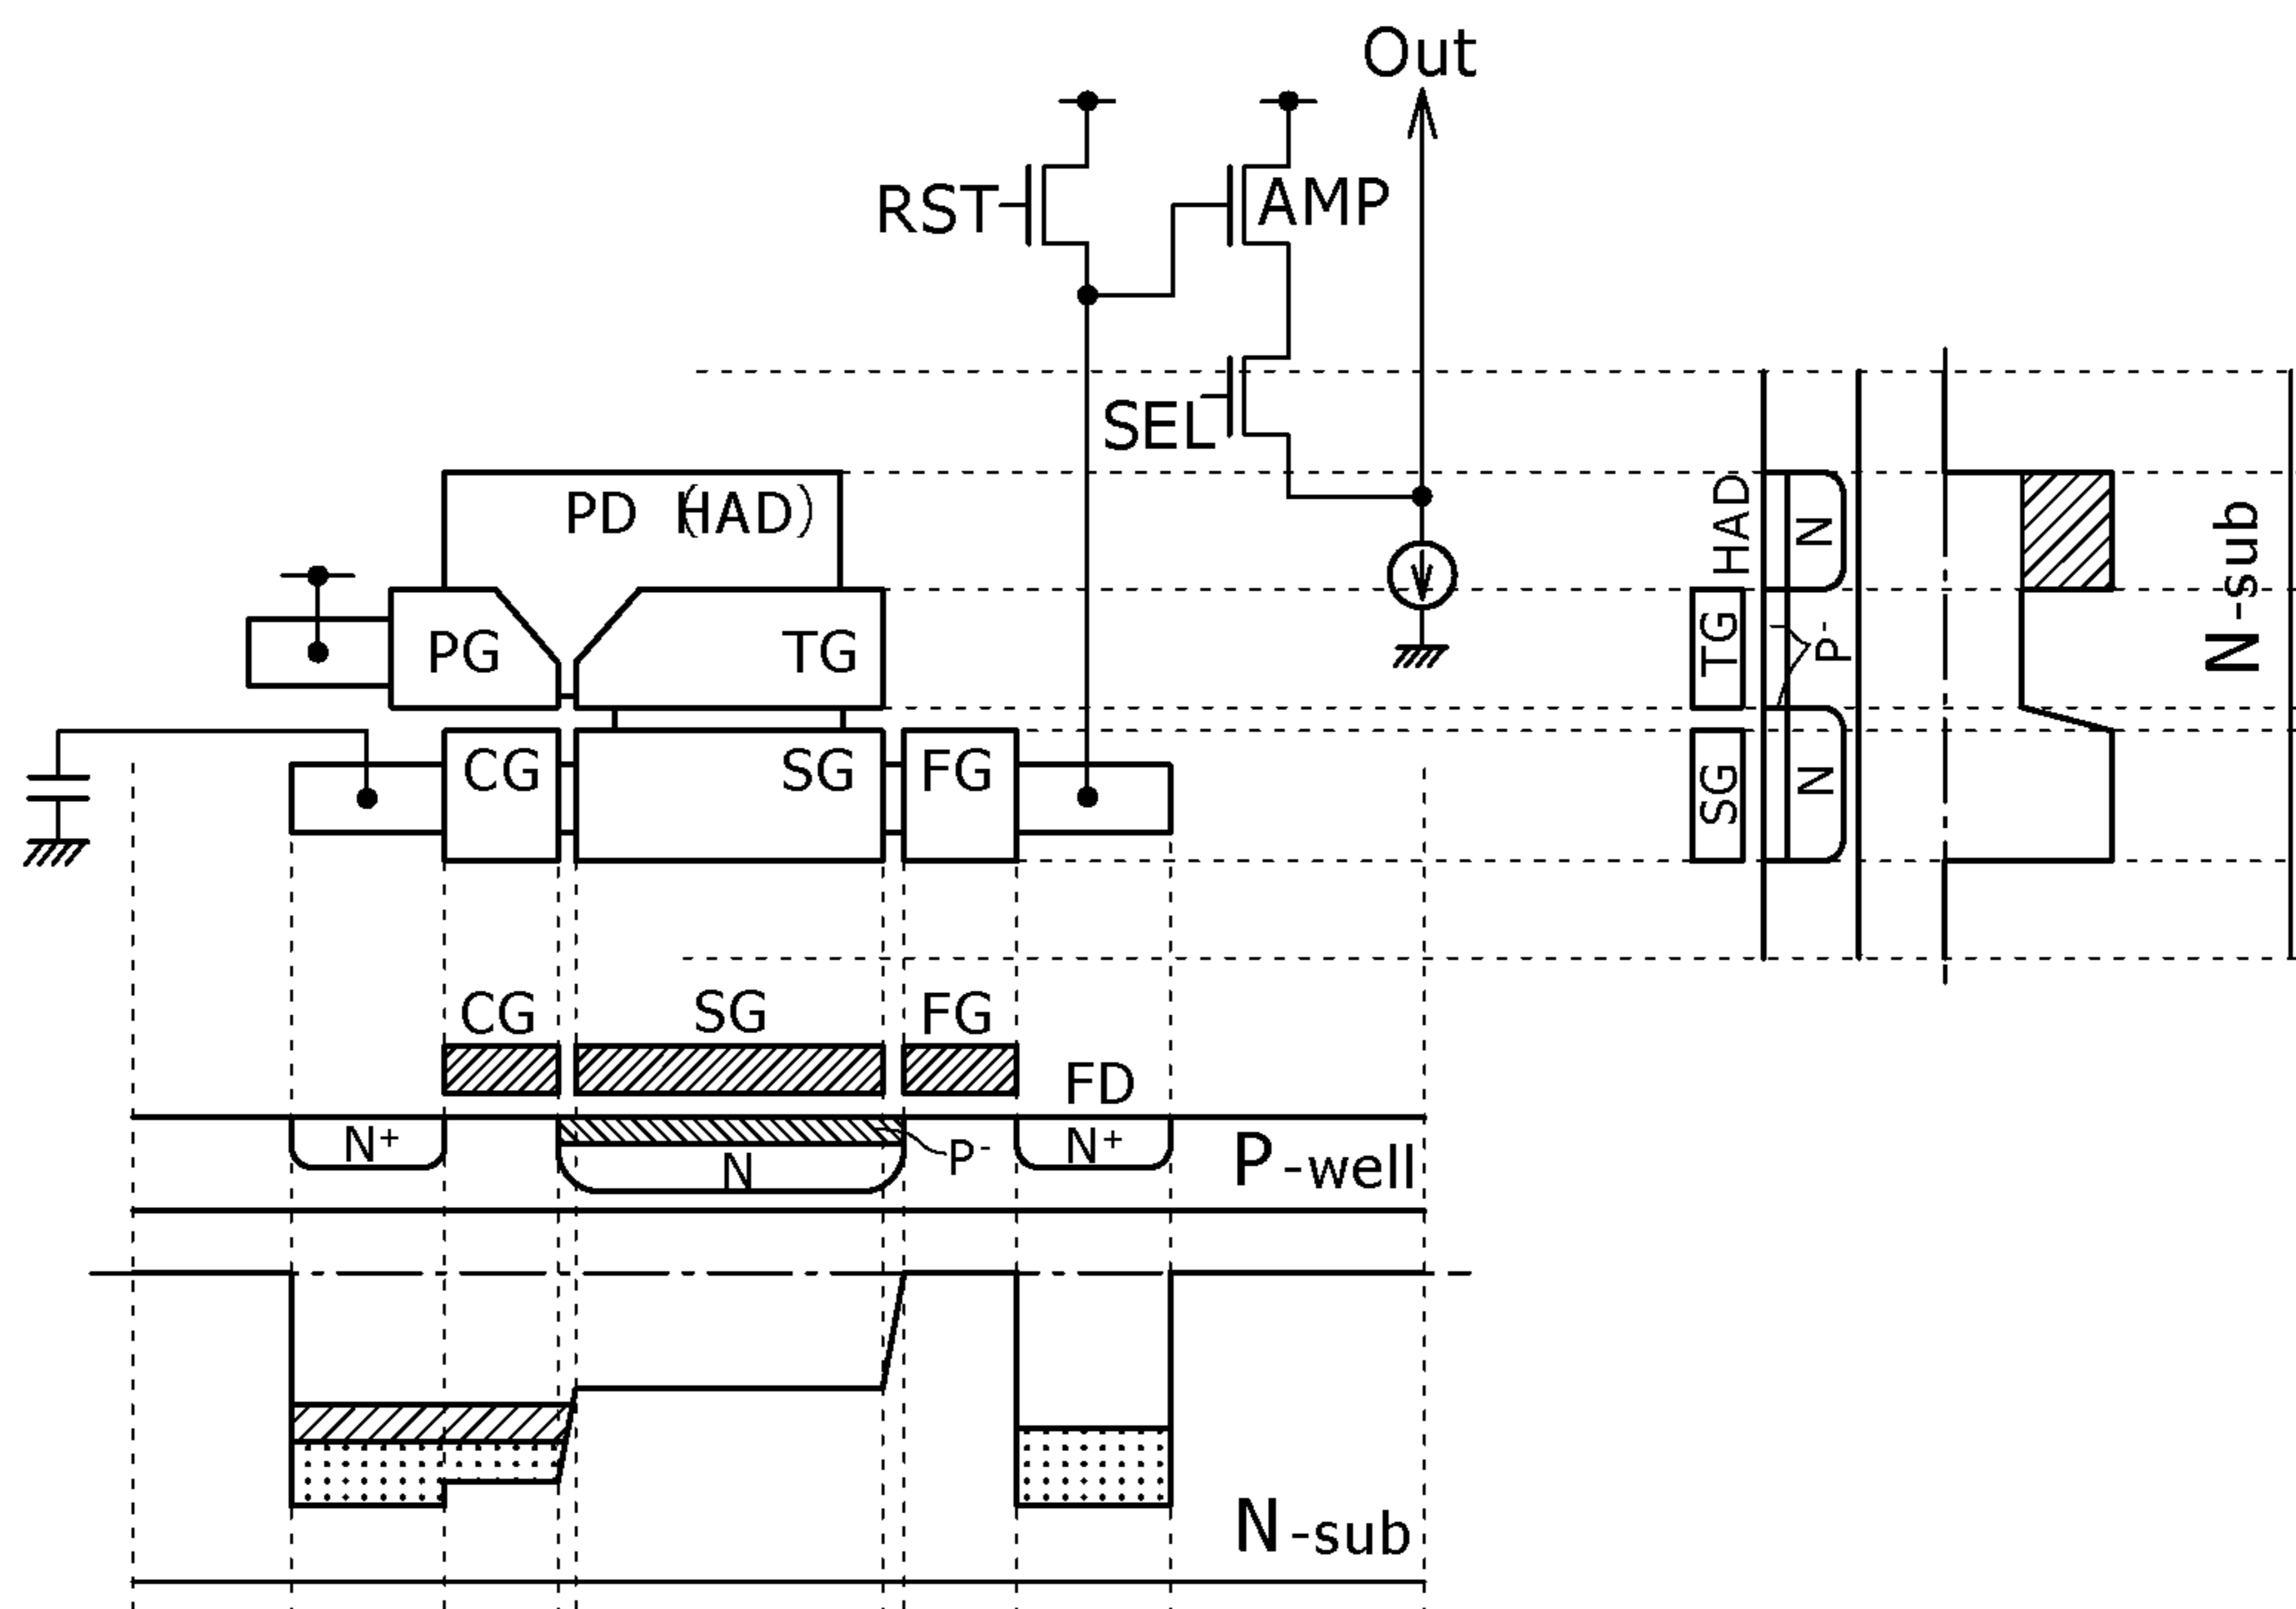 Out
RST
AMP
SEL
PD (HAD)
PG
TG
CG
SG
FG
HAD
N
TG
P-
SG
N
N-sub
CG
SG
FG
FD
N+
N
P-
N+
P-well
N-sub